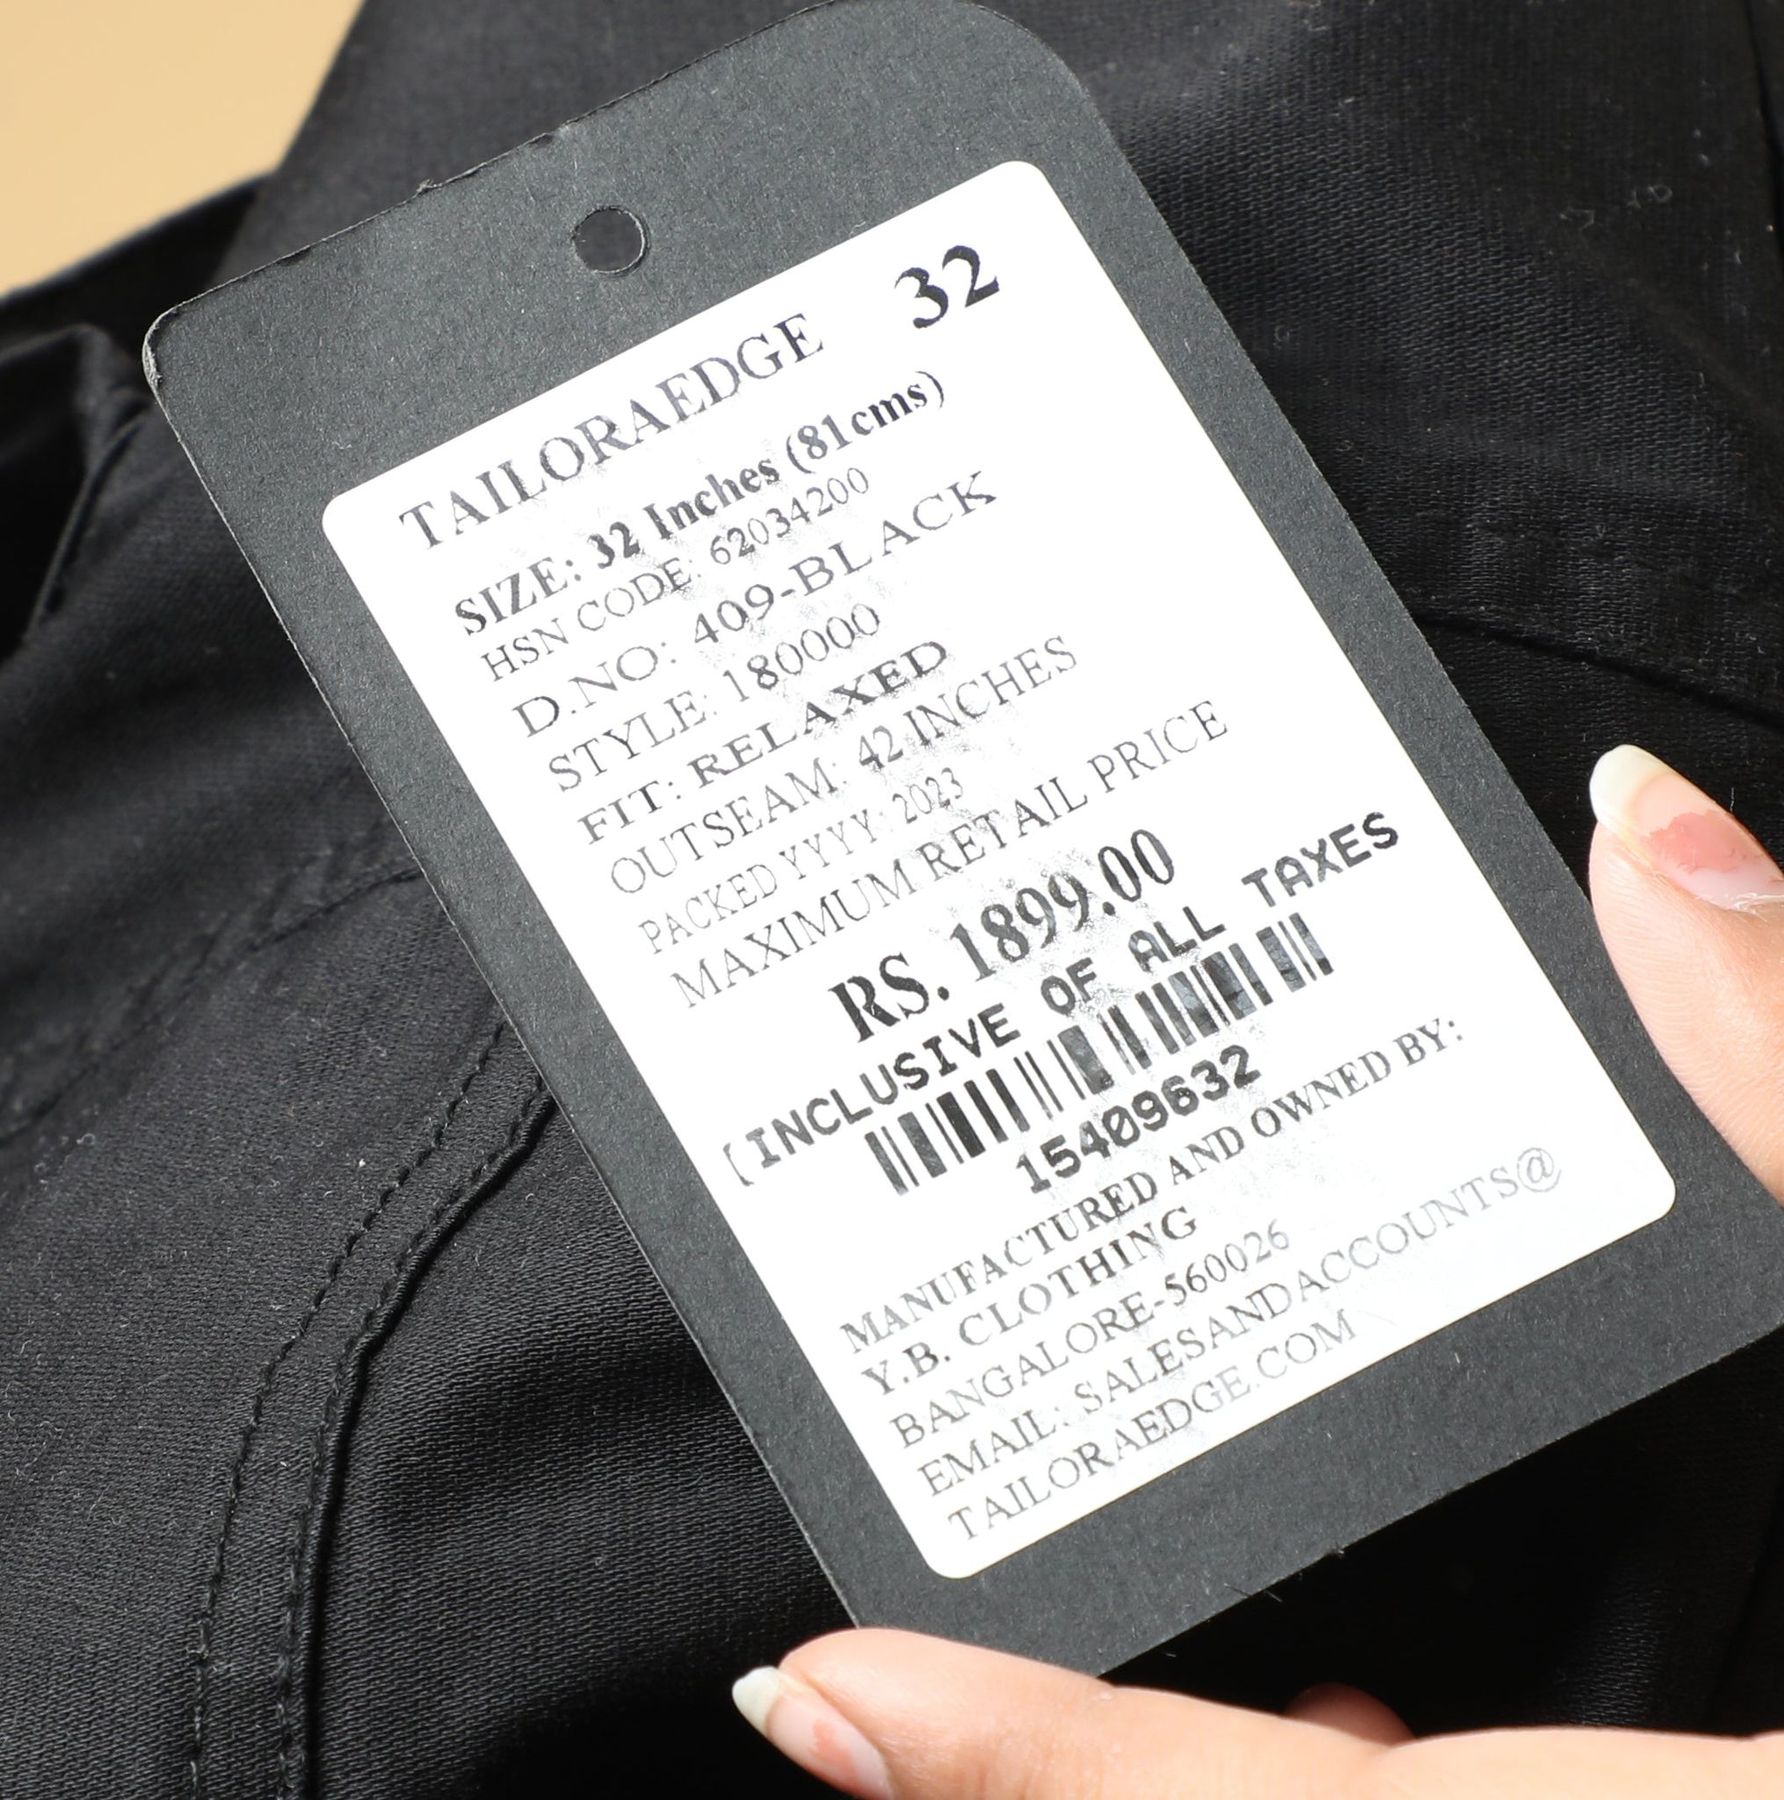 TAILORAEDGE 32
SIZE: 32 Inches (81cms)
HSN CODE: 62034200
D.NO: 409-BLACK
STYLE: 180000
FIT: RELAXED
OUTSEAM: 42 INCHES
PACKED YYYY: 2023
MAXIMUM RETAIL PRICE
RS. 1899.00
(INCLUSIVE OF ALL TAXES
15409632
MANUFACTURED AND OWNED BY:
Y.B. CLOTHING
BANGALORE-560026
EMAIL: SALESANDACCOUNTS@
TAILORAEDGE.COM